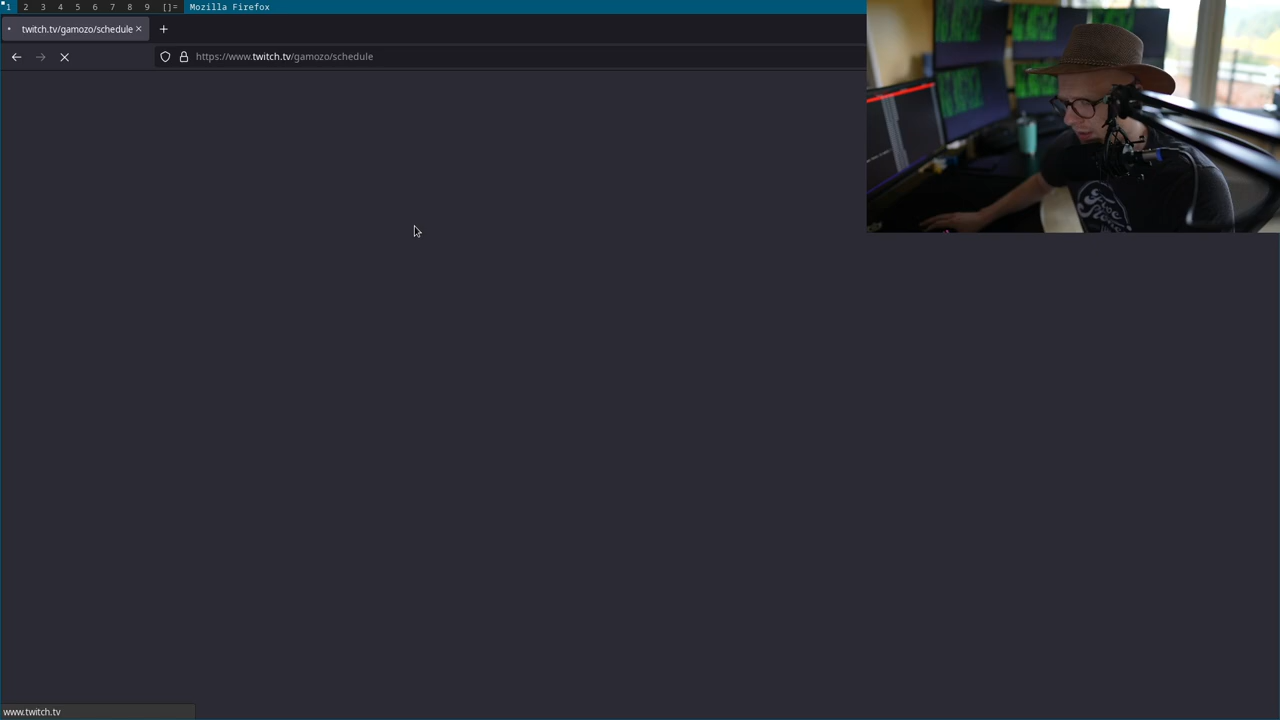 1 2 3 4 5 6 7 8 9 []= Mozilla Firefox
twitch.tv/gamozo/schedule
https://www.twitch.tv/gamozo/schedule
Five
www.twitch.tv